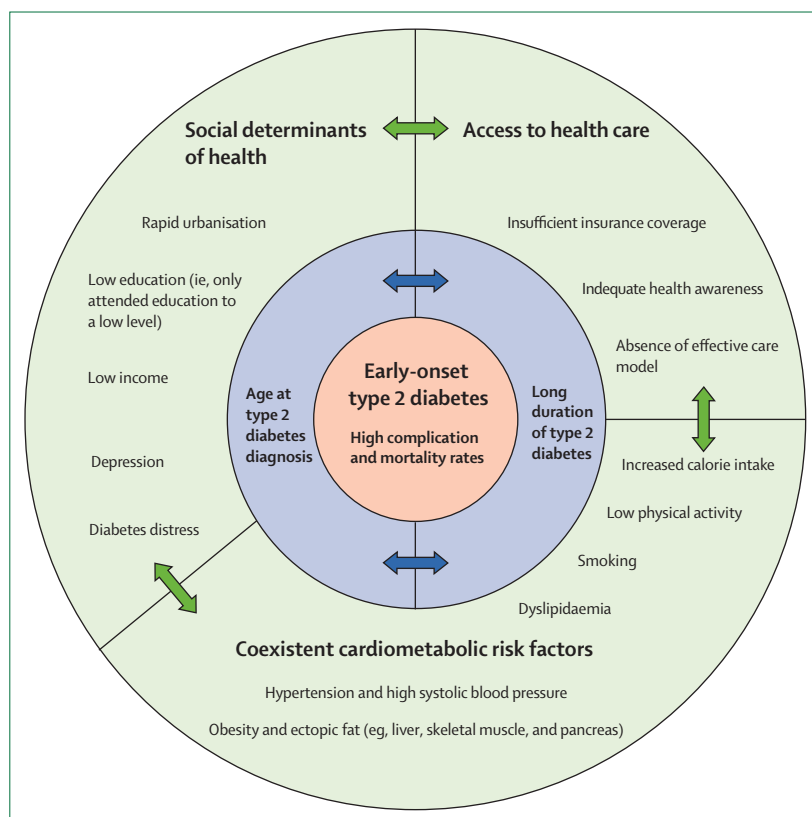 Social determinants
of health
Access to health care
Rapid urbanisation
Insufficient insurance coverage
Low education (ie, only
attended education to
a low level)
Indequate health awareness
Absence of effective care
model
Low income
Early-onset
type 2 diabetes
High complication
and mortality rates
Age at
type 2
diabetes
diagnosis
Long
duration
of type 2
diabetes
Depression
Increased calorie intake
Low physical activity
Diabetes distress
Smoking
Dyslipidaemia
Coexistent cardiometabolic risk factors
Hypertension and high systolic blood pressure
Obesity and ectopic fat (eg, liver, skeletal muscle, and pancreas)